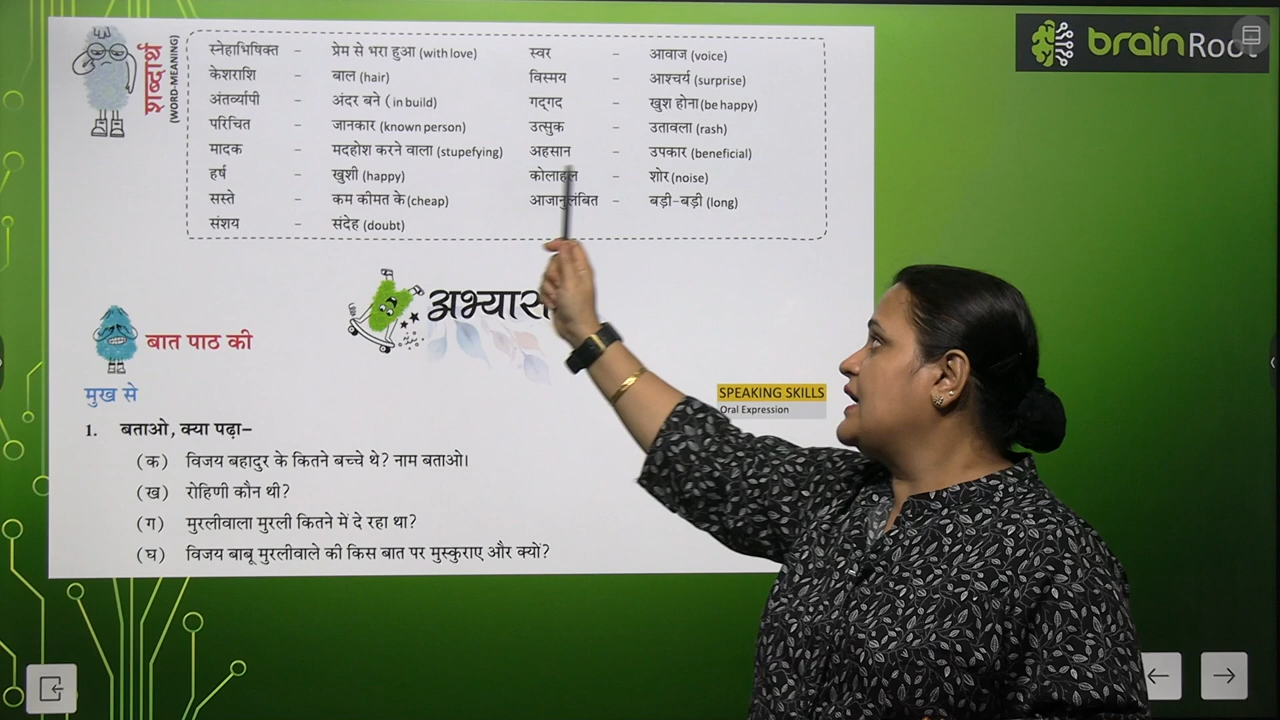 brainRoot
शब्दार्थ
(WORD-MEANING)
स्नेहाभिषिक्त – प्रेम से भरा हुआ (with love)
केशराशि – बाल (hair)
अंतर्व्यापी – अंदर बने ( in build)
परिचित – जानकार (known person)
मादक – मदहोश करने वाला (stupefying)
हर्ष – खुशी (happy)
सस्ते – कम कीमत के (cheap)
संशय – संदेह (doubt)
स्वर – आवाज (voice)
विस्मय – आश्चर्य (surprise)
गद्गद – खुश होना (be happy)
उत्सुक – उतावला (rash)
अहसान – उपकार (beneficial)
कोलाहल – शोर (noise)
आजानुलंबित – बड़ी-बड़ी (long)
अभ्यास
बात पाठ की
मुख से
SPEAKING SKILLS
Oral Expression
1. बताओ, क्या पढ़ा–
(क) विजय बहादुर के कितने बच्चे थे? नाम बताओ।
(ख) रोहिणी कौन थी?
(ग) मुरलीवाला मुरली कितने में दे रहा था?
(घ) विजय बाबू मुरलीवाले की किस बात पर मुस्कुराए और क्यों?